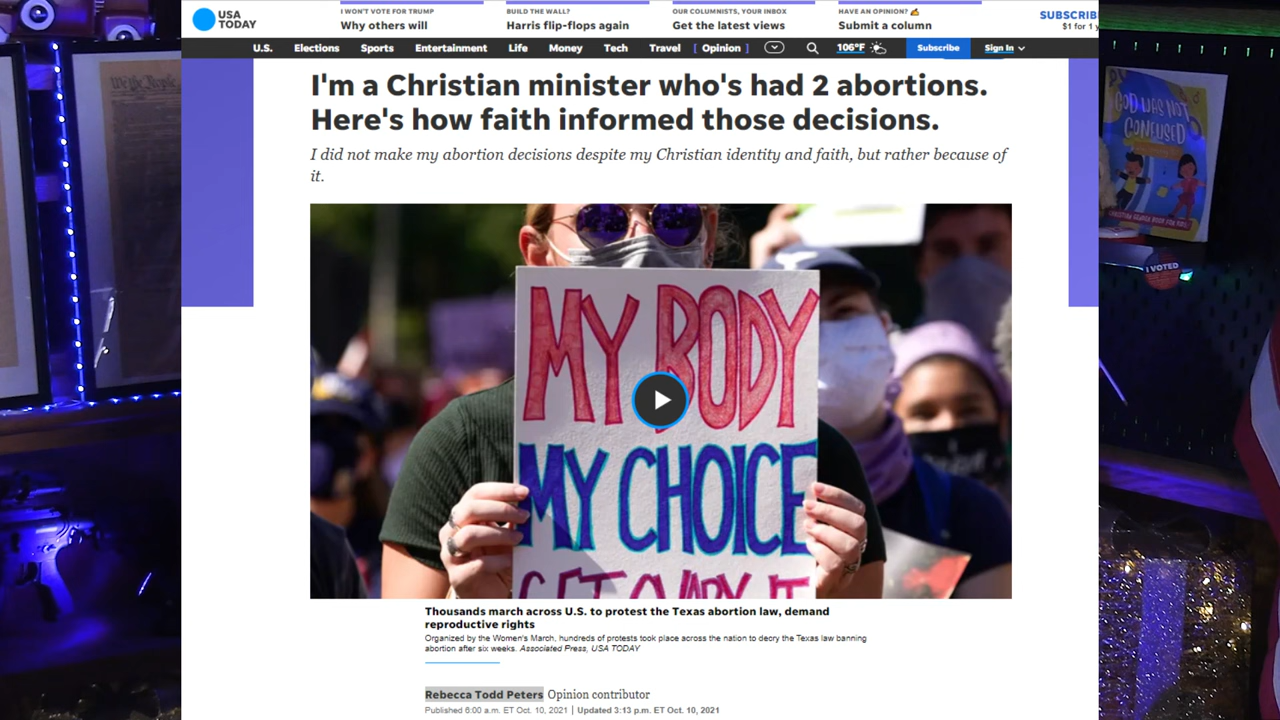 USA
TODAY
I WON'T VOTE FOR TRUMP
Why others will
BUILD THE WALL?
Harris flip-flops again
OUR COLUMNISTS, YOUR INBOX
Get the latest views
HAVE AN OPINION? ✍
Submit a column
SUBSCRIB
$1 for 1 y
U.S. Elections Sports Entertainment Life Money Tech Travel [ Opinion ] 106°F Subscribe Sign In
I'm a Christian minister who's had 2 abortions.
Here's how faith informed those decisions.
I did not make my abortion decisions despite my Christian identity and faith, but rather because of
it.
MY BODY
MY CHOICE
Thousands march across U.S. to protest the Texas abortion law, demand
reproductive rights
Organized by the Women's March, hundreds of protests took place across the nation to decry the Texas law banning
abortion after six weeks. Associated Press, USA TODAY
Rebecca Todd Peters Opinion contributor
Published 6:00 a.m. ET Oct. 10, 2021 | Updated 3:13 p.m. ET Oct. 10, 2021
We the People
GOD WAS NOT
CONFUSED
I VOTED